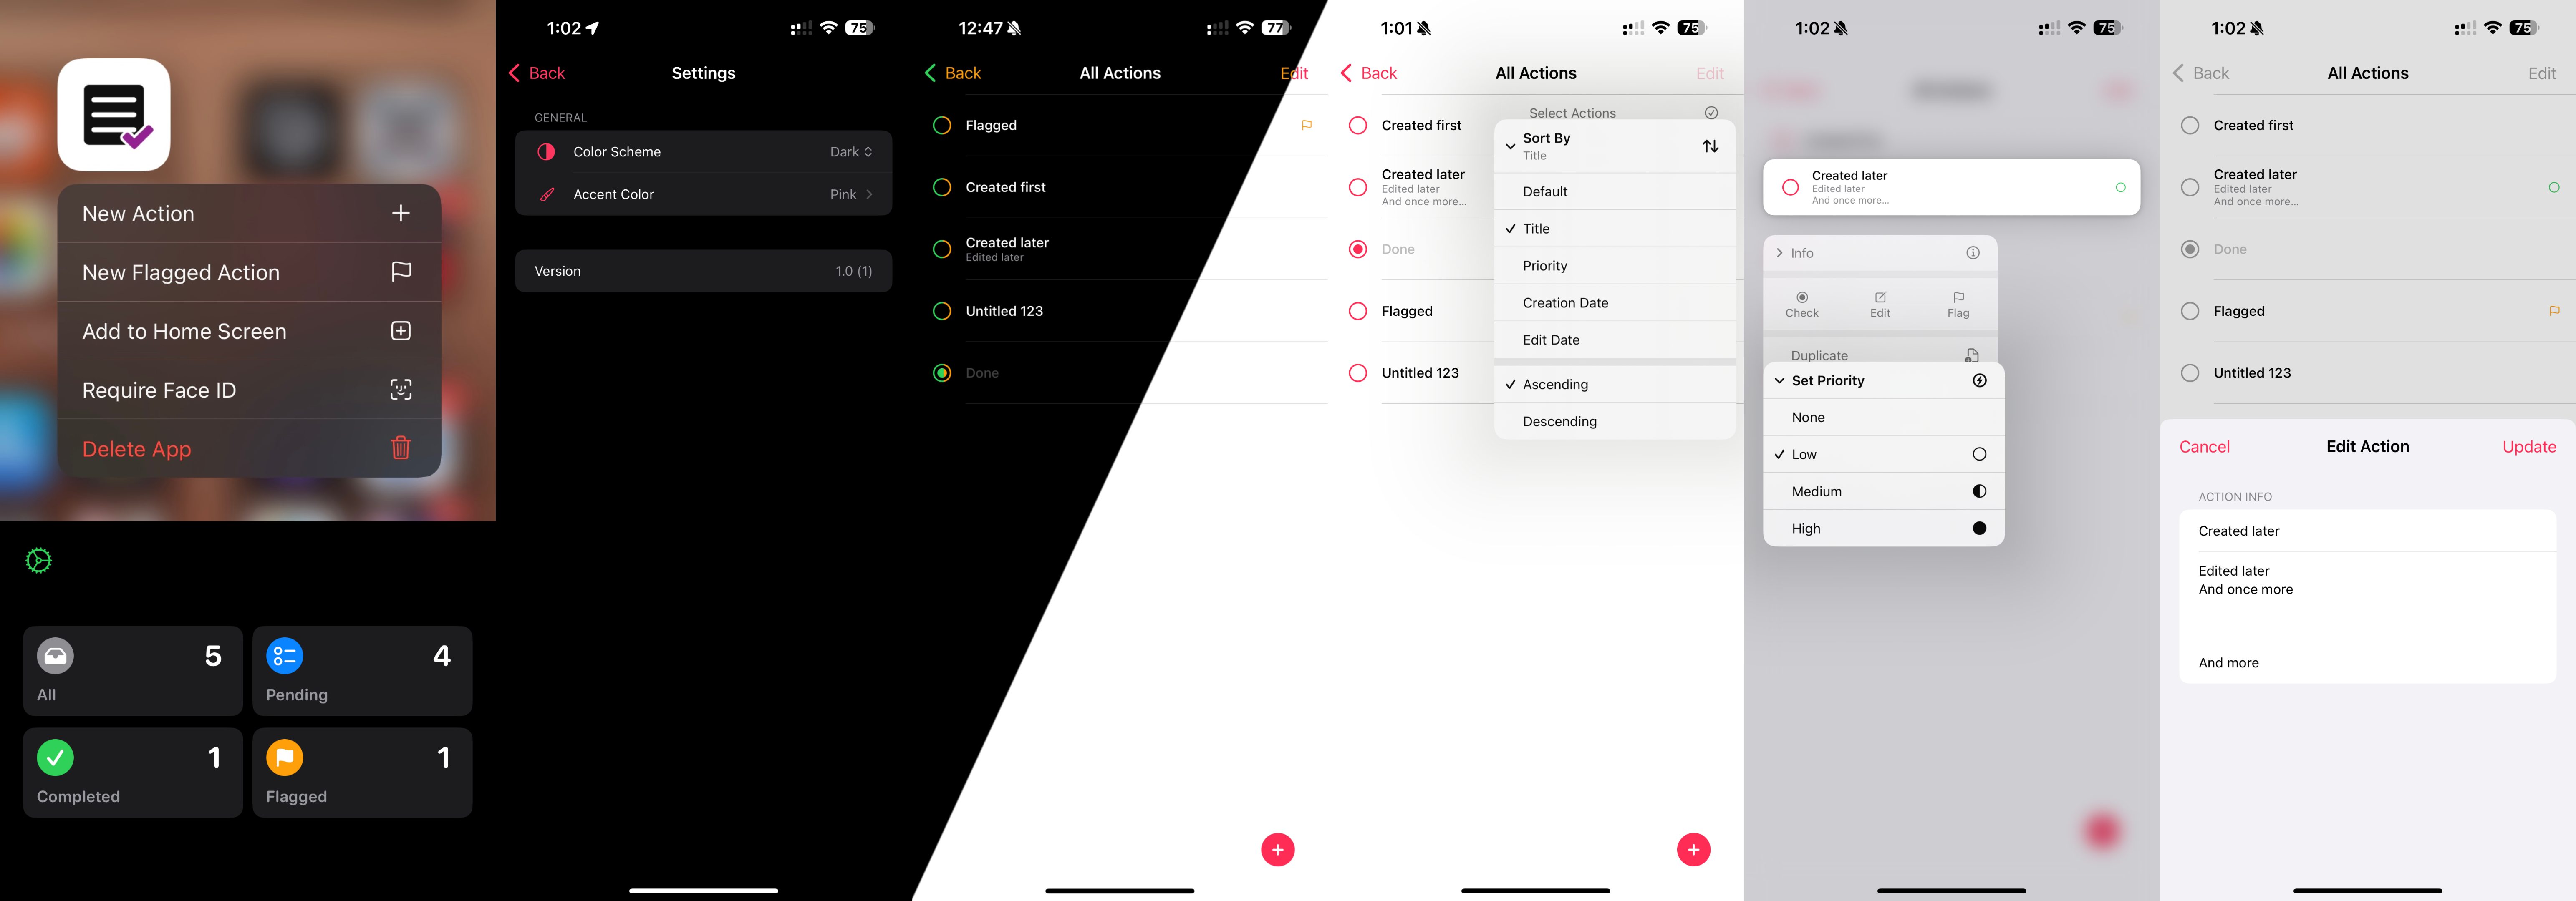 New Action
New Flagged Action
Add to Home Screen
Require Face ID
Delete App
5
All
4
Pending
1
Completed
1
Flagged
1:02
75
Back
Settings
GENERAL
Color Scheme
Dark
Accent Color
Pink
Version
1.0 (1)
12:47
77
Back
All Actions
Edit
Flagged
Created first
Created later
Edited later
Untitled 123
Done
1:01
75
Back
All Actions
Edit
Created first
Created later
Edited later
And once more...
Done
Flagged
Untitled 123
Select Actions
Sort By
Title
Default
Title
Priority
Creation Date
Edit Date
Ascending
Descending
1:02
75
Created later
Edited later
And once more...
Info
Check
Edit
Flag
Duplicate
Set Priority
None
Low
Medium
High
1:02
75
Back
All Actions
Edit
Created first
Created later
Edited later
And once more...
Done
Flagged
Untitled 123
Cancel
Edit Action
Update
ACTION INFO
Created later
Edited later
And once more
And more